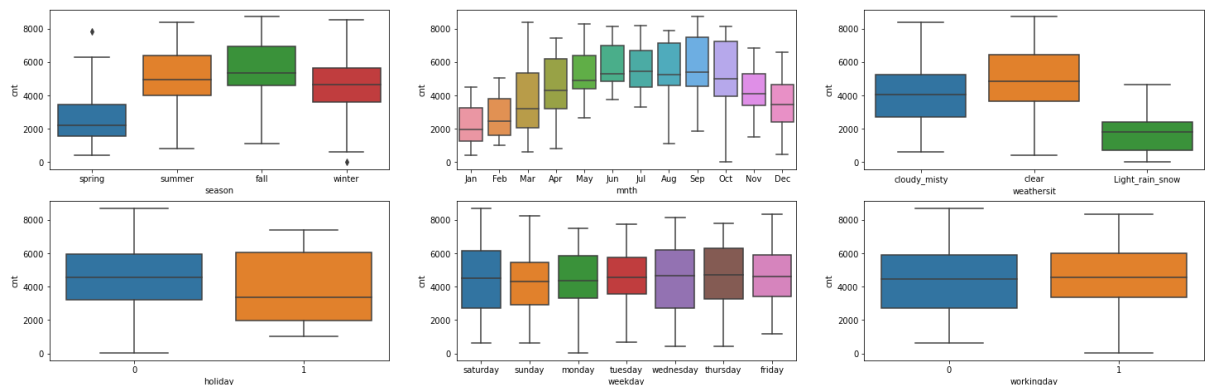 8000
6000
4000
2000
0
cnt
spring summer fall winter
season
8000
6000
4000
2000
0
cnt
Jan Feb Mar Apr May Jun Jul Aug Sep Oct Nov Dec
mnth
8000
6000
4000
2000
0
cnt
cloudy_misty clear Light_rain_snow
weathersit
8000
6000
4000
2000
0
cnt
0 1
holiday
8000
6000
4000
2000
0
cnt
saturday sunday monday tuesday wednesday thursday friday
weekday
8000
6000
4000
2000
0
cnt
0 1
workingday